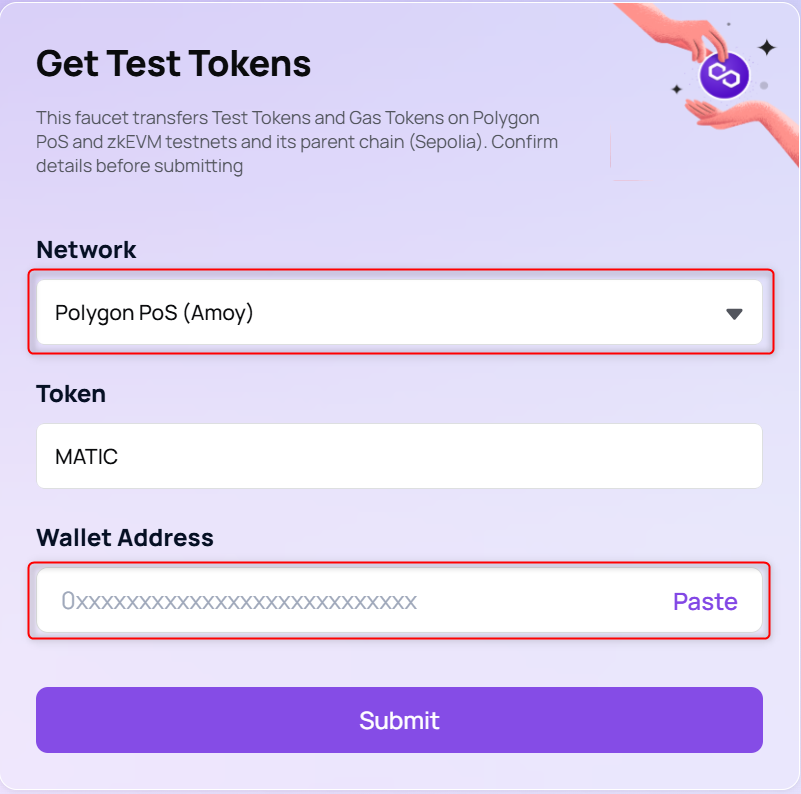 Get Test Tokens
This faucet transfers Test Tokens and Gas Tokens on Polygon
PoS and zkEVM testnets and its parent chain (Sepolia). Confirm
details before submitting
Network
Polygon PoS (Amoy)
Token
MATIC
Wallet Address
0xxxxxxxxxxxxxxxxxxxxxxxxxxxx
Paste
Submit